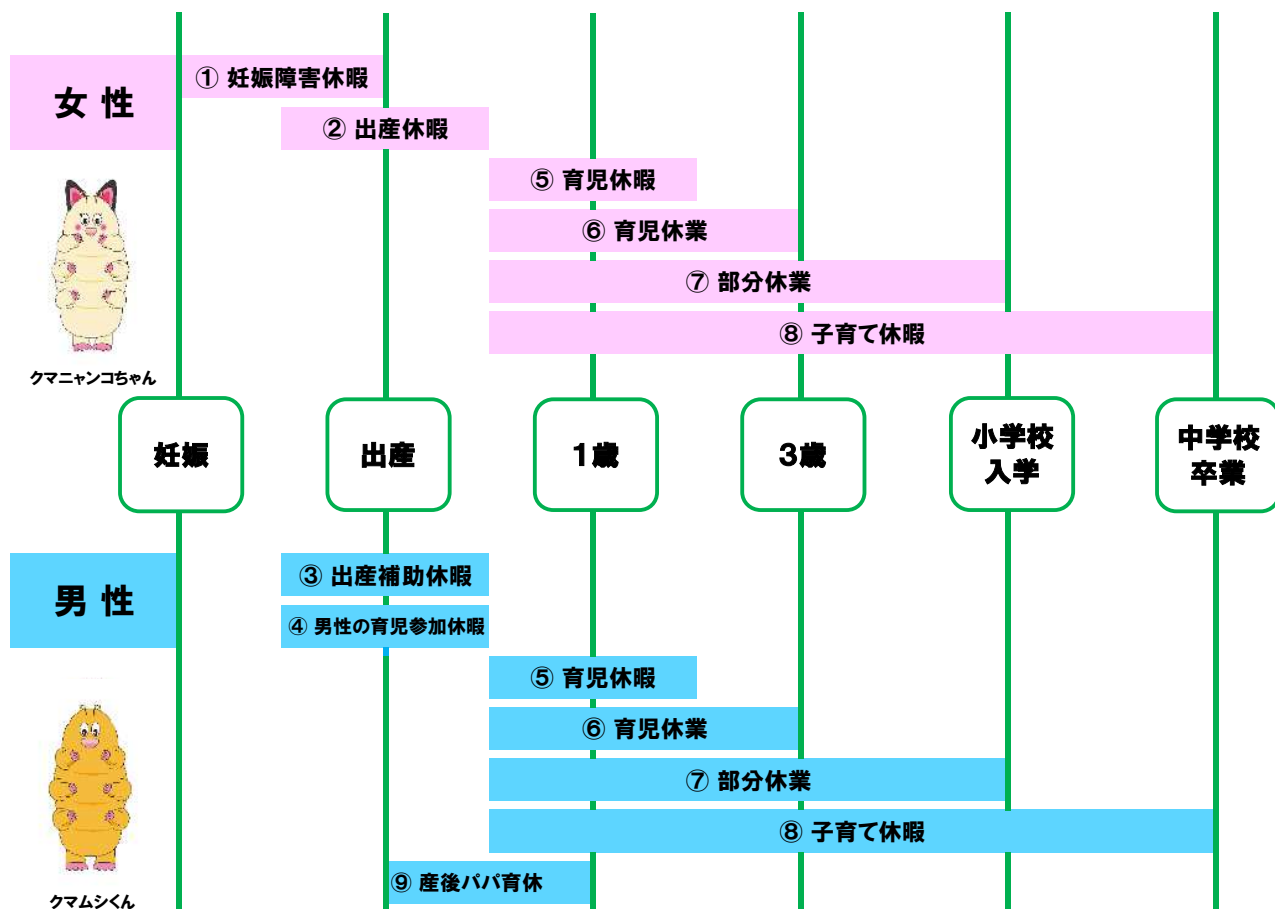 女 性
① 妊娠障害休暇
② 出産休暇
⑤ 育児休暇
⑥ 育児休業
⑦ 部分休業
⑧ 子育て休暇
クマニャンコちゃん
妊娠
出産
1歳
3歳
小学校
入学
中学校
卒業
男 性
③ 出産補助休暇
④ 男性の育児参加休暇
⑤ 育児休暇
⑥ 育児休業
⑦ 部分休業
⑧ 子育て休暇
⑨ 産後パパ育休
クマムシくん